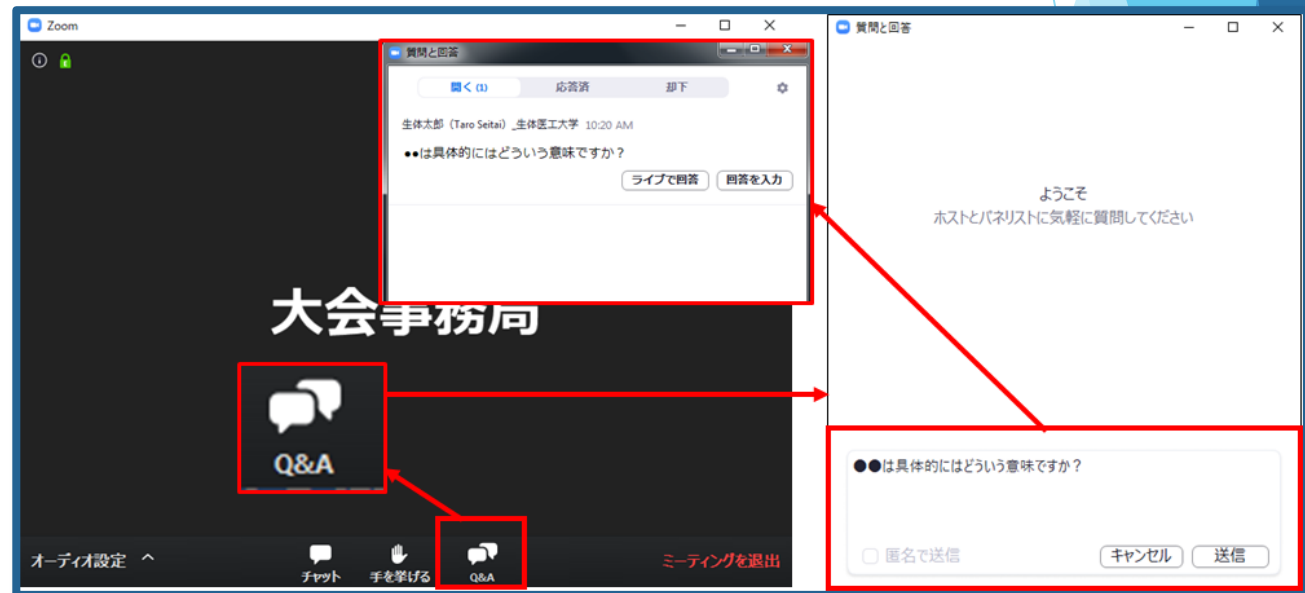 Zoom
質問と回答
開く (1) 応答済 却下
生体太郎（Taro Seitai）_生体医工大学 10:20 AM
●●は具体的にはどういう意味ですか？
ライブで回答 回答を入力
大会事務局
Q&A
オーディオ設定
チャット
手を挙げる
Q&A
ミーティングを退出
質問と回答
ようこそ
ホストとパネリストに気軽に質問してください
●●は具体的にはどういう意味ですか？
匿名で送信 キャンセル 送信